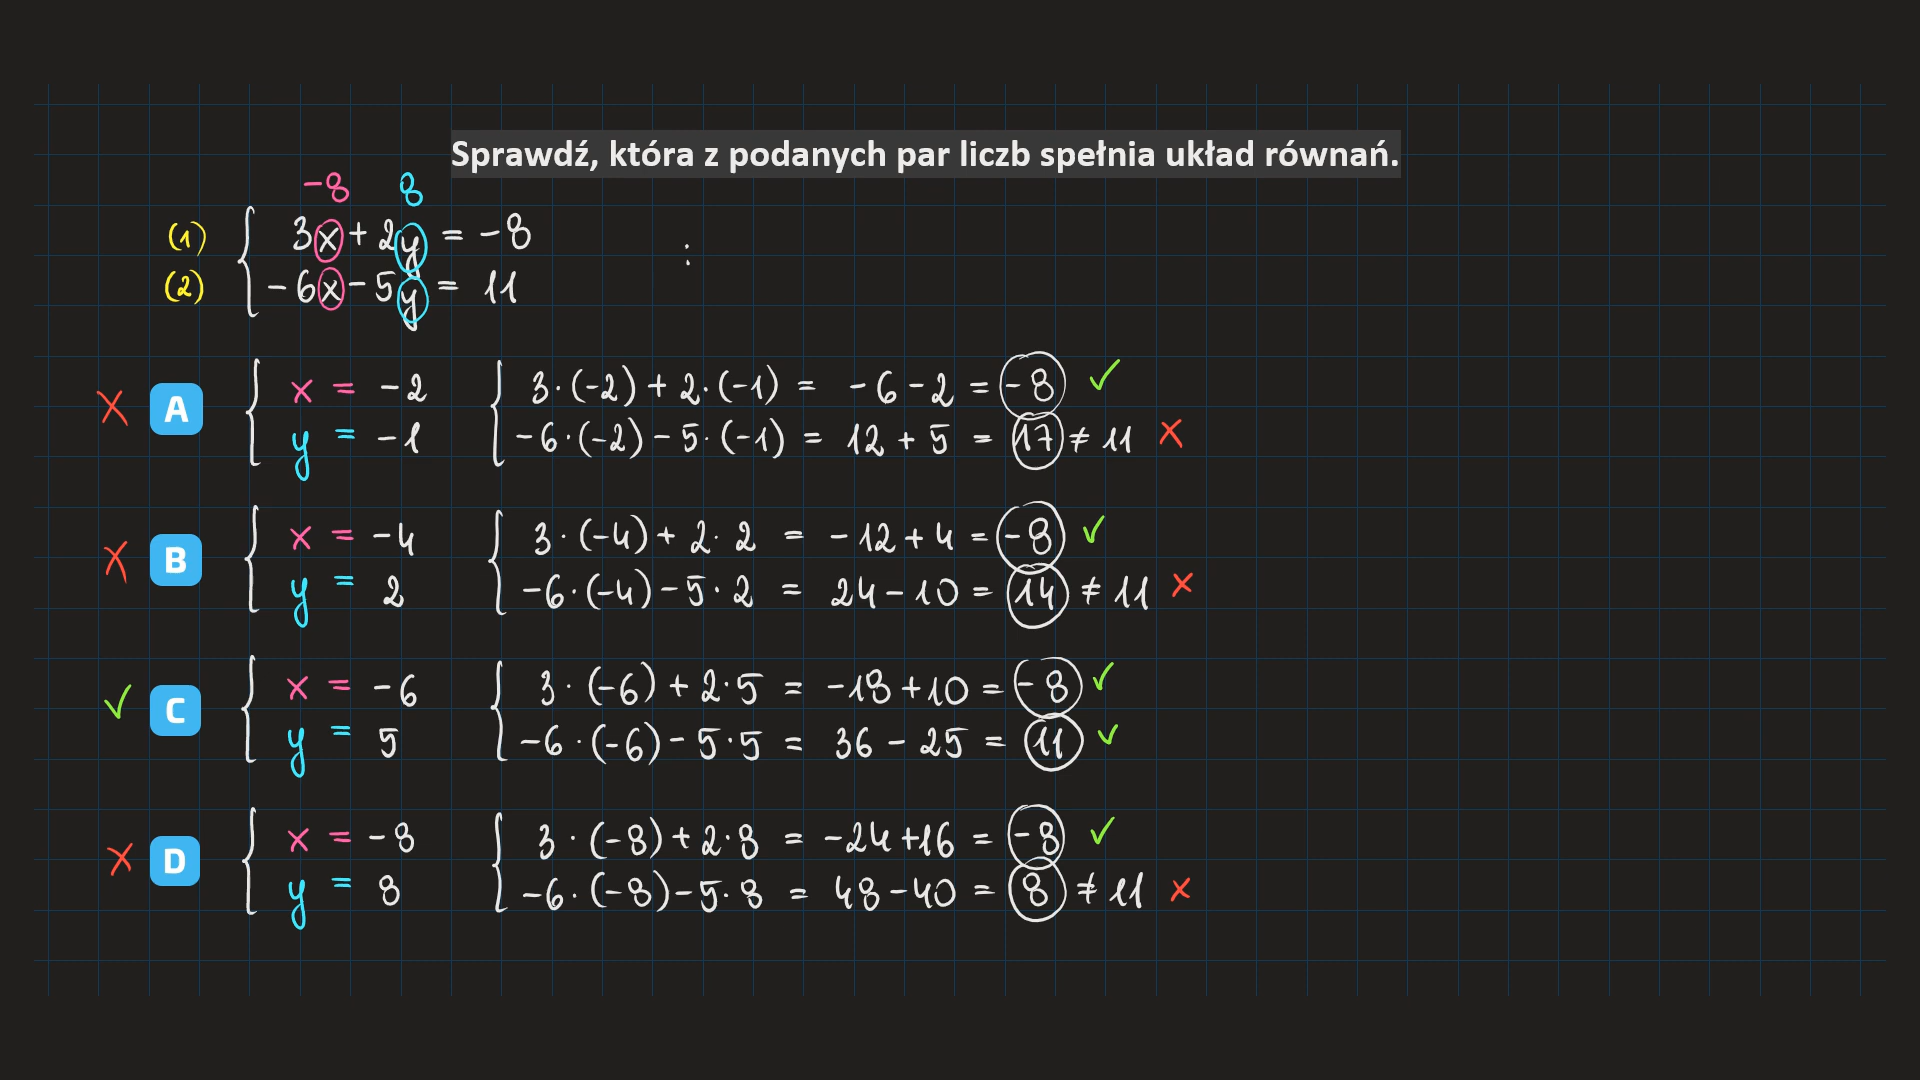 Sprawdź, która z podanych par liczb spełnia układ równań.
-8 8
(1) 3x + 2y = -8 :
(2) -6x - 5y = 11
A x = -2 3·(-2) + 2·(-1) = -6 - 2 = -8 ✓
y = -1 -6·(-2) - 5·(-1) = 12 + 5 = 17 ≠ 11 ✗
B x = -4 3·(-4) + 2·2 = -12 + 4 = -8 ✓
y = 2 -6·(-4) - 5·2 = 24 - 10 = 14 ≠ 11 ✗
C x = -6 3·(-6) + 2·5 = -18 + 10 = -8 ✓
y = 5 -6·(-6) - 5·5 = 36 - 25 = 11 ✓
D x = -8 3·(-8) + 2·8 = -24 + 16 = -8 ✓
y = 8 -6·(-8) - 5·8 = 48 - 40 = 8 ≠ 11 ✗